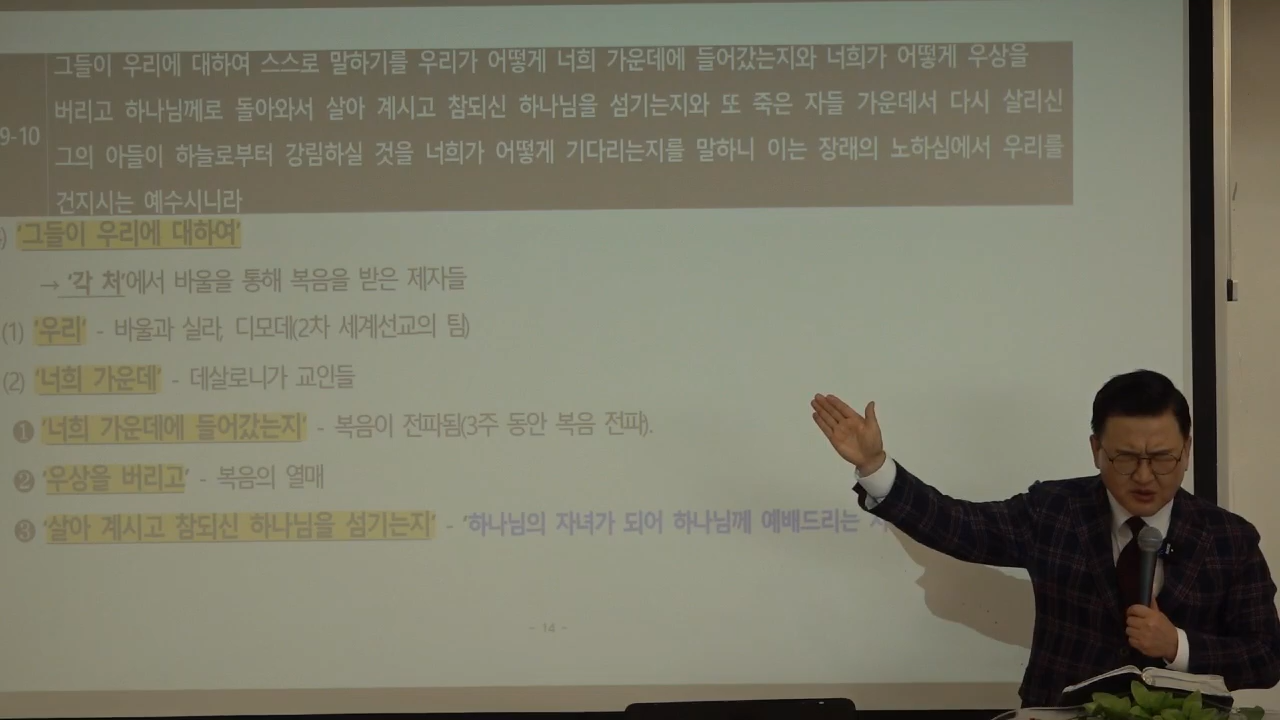 그들이 우리에 대하여 스스로 말하기를 우리가 어떻게 너희 가운데에 들어갔는지와 너희가 어떻게 우상을
버리고 하나님께로 돌아와서 살아 계시고 참되신 하나님을 섬기는지와 또 죽은 자들 가운데서 다시 살리신
9-10
그의 아들이 하늘로부터 강림하실 것을 너희가 어떻게 기다리는지를 말하니 이는 장래의 노하심에서 우리를
건지시는 예수시니라
) '그들이 우리에 대하여'
→ '각 처'에서 바울을 통해 복음을 받은 제자들
(1) '우리' - 바울과 실라, 디모데(2차 세계선교의 팀)
(2) '너희 가운데' - 데살로니가 교인들
❶ '너희 가운데에 들어갔는지' - 복음이 전파됨(3주 동안 복음 전파).
❷ '우상을 버리고' - 복음의 열매
❸ '살아 계시고 참되신 하나님을 섬기는지' - '하나님의 자녀가 되어 하나님께 예배드리는
- 14 -